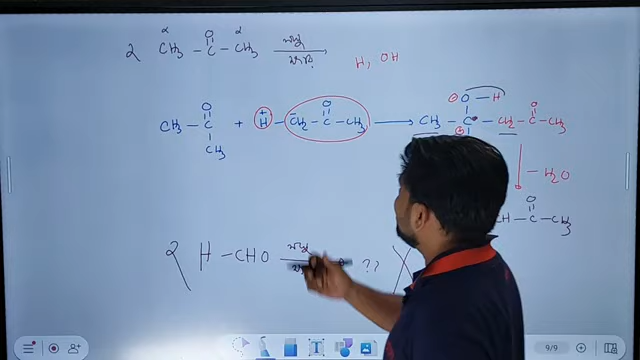 2 CH₃ – C – CH₃
α α
O
H, OH
O O ⊖O – H O
CH₃ – C + H – CH₂ – C – CH₃ → CH₃ – C – CH₂ – C – CH₃
CH₃
– H₂O
O
CH – C – CH₃
2 H – CHO ??
9/9